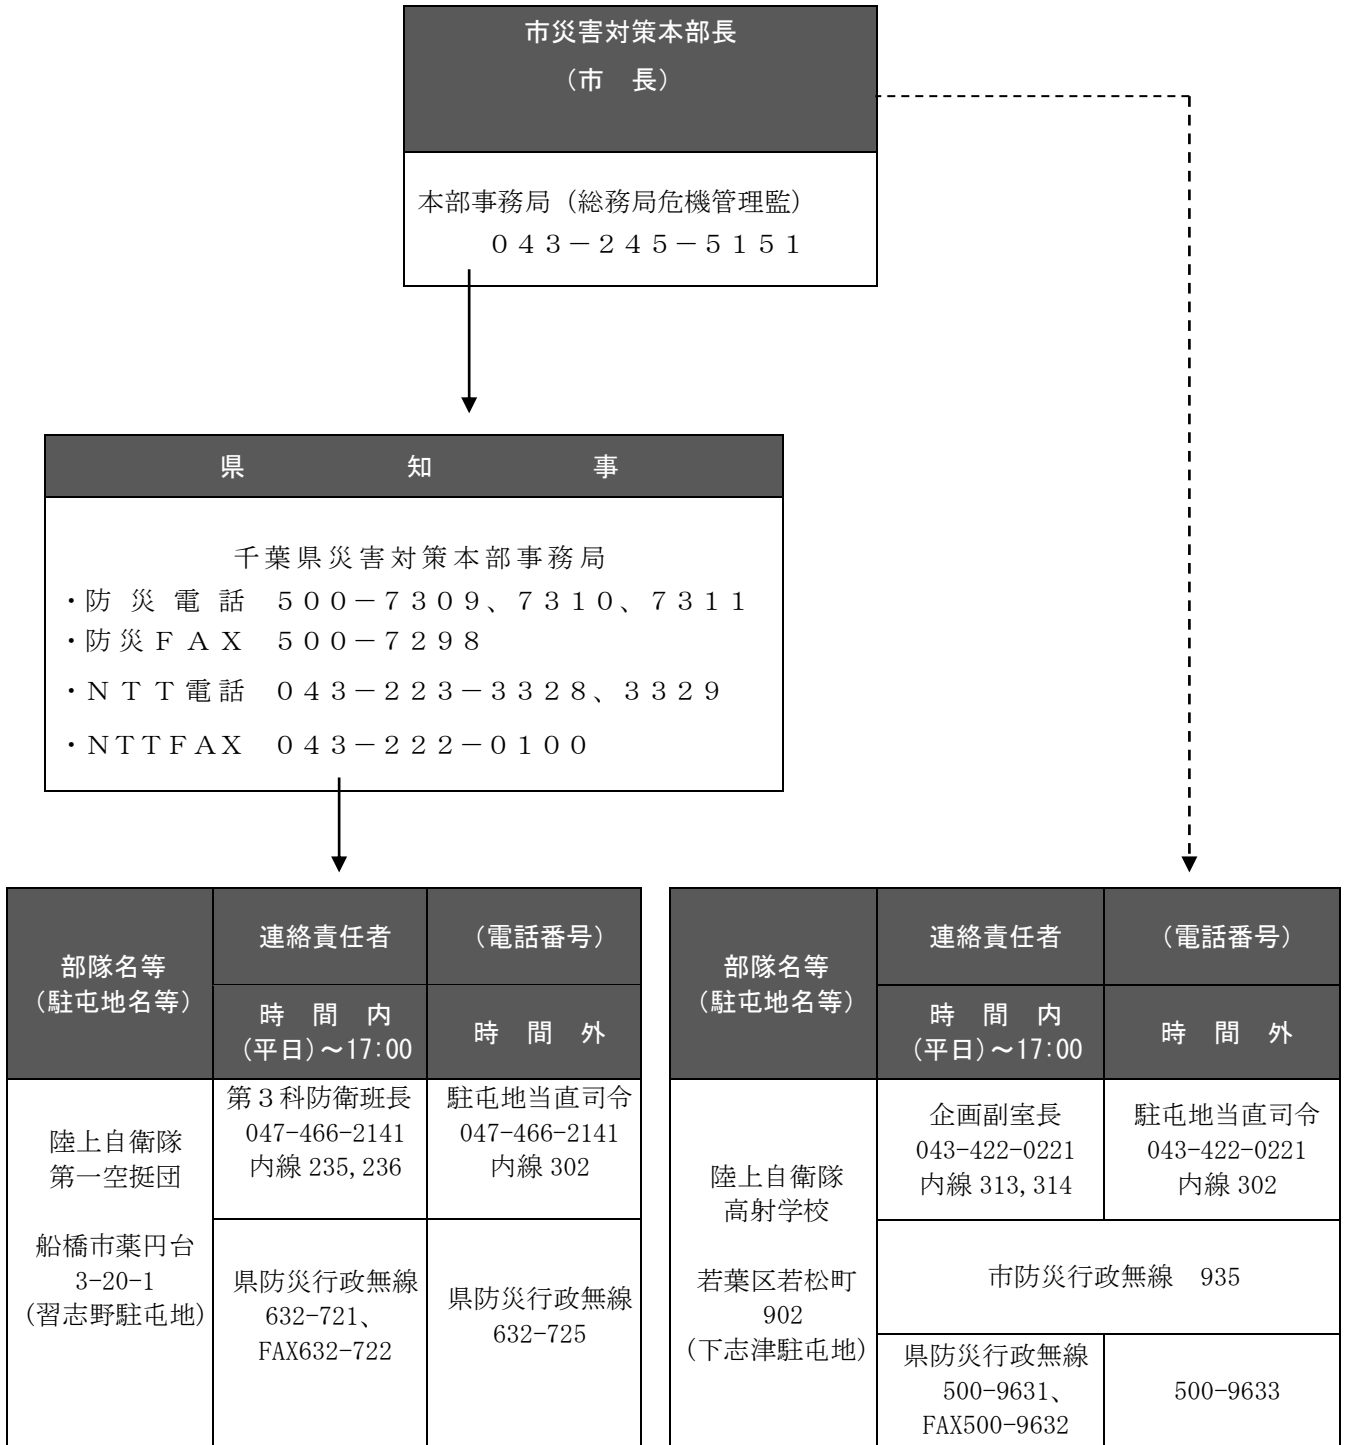 市災害対策本部長
（市　長）
本部事務局（総務局危機管理監）
０４３－２４５－５１５１
県　知　事
千葉県災害対策本部事務局
・防 災 電 話　５００－７３０９、７３１０、７３１１
・防災ＦＡＸ　５００－７２９８
・ＮＴＴ電話　０４３－２２３－３３２８、３３２９
・ＮＴＴＦＡＸ　０４３－２２２－０１００
部隊名等
（駐屯地名等）
連絡責任者
（電話番号）
時　間　内
(平日)～17:00
時　間　外
陸上自衛隊
第一空挺団
船橋市薬円台
3-20-1
(習志野駐屯地)
第３科防衛班長
047-466-2141
内線 235,236
駐屯地当直司令
047-466-2141
内線 302
県防災行政無線
632-721、
FAX632-722
県防災行政無線
632-725
部隊名等
（駐屯地名等）
連絡責任者
（電話番号）
時　間　内
(平日)～17:00
時　間　外
陸上自衛隊
高射学校
若葉区若松町
902
(下志津駐屯地)
企画副室長
043-422-0221
内線 313,314
駐屯地当直司令
043-422-0221
内線 302
市防災行政無線　935
県防災行政無線
500-9631、
FAX500-9632
500-9633